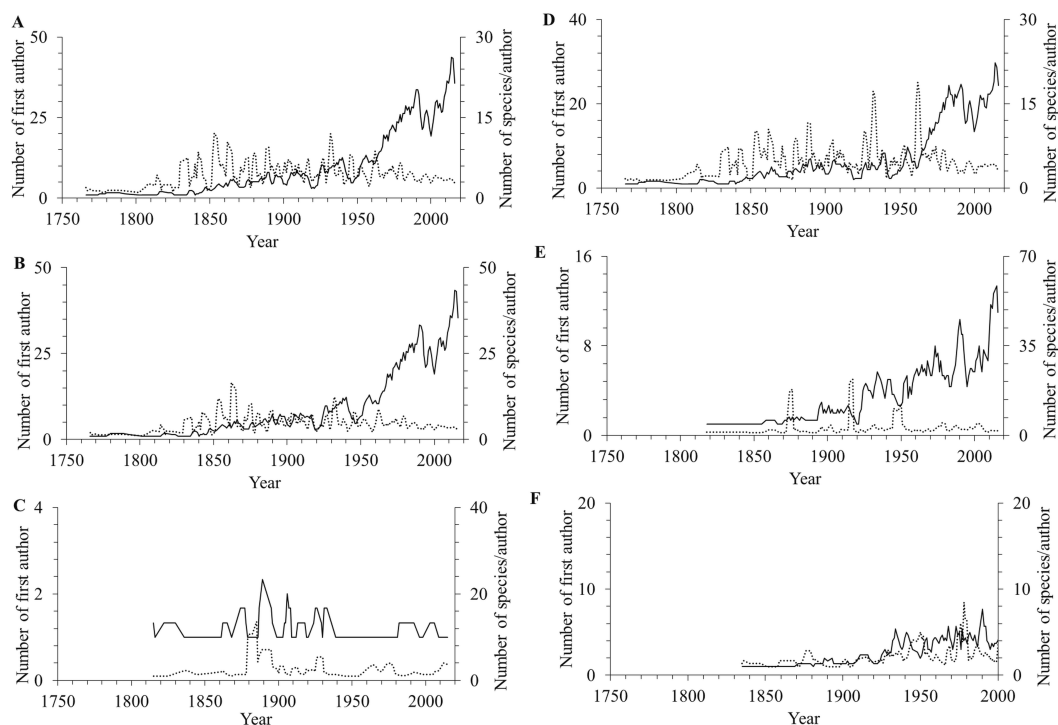 A
Number of first author
50
25
0
30
15
0
Number of species/author
1750 1800 1850 1900 1950 2000
Year
B
Number of first author
50
25
0
50
25
0
Number of species/author
1750 1800 1850 1900 1950 2000
Year
C
Number of first author
4
2
0
40
20
0
Number of species/author
1750 1800 1850 1900 1950 2000
Year
D
Number of first author
40
20
0
30
15
0
Number of species/author
1750 1800 1850 1900 1950 2000
Year
E
Number of first author
16
8
0
70
35
0
Number of species/author
1750 1800 1850 1900 1950 2000
Year
F
Number of first author
20
10
0
20
10
0
Number of species/author
1750 1800 1850 1900 1950 2000
Year